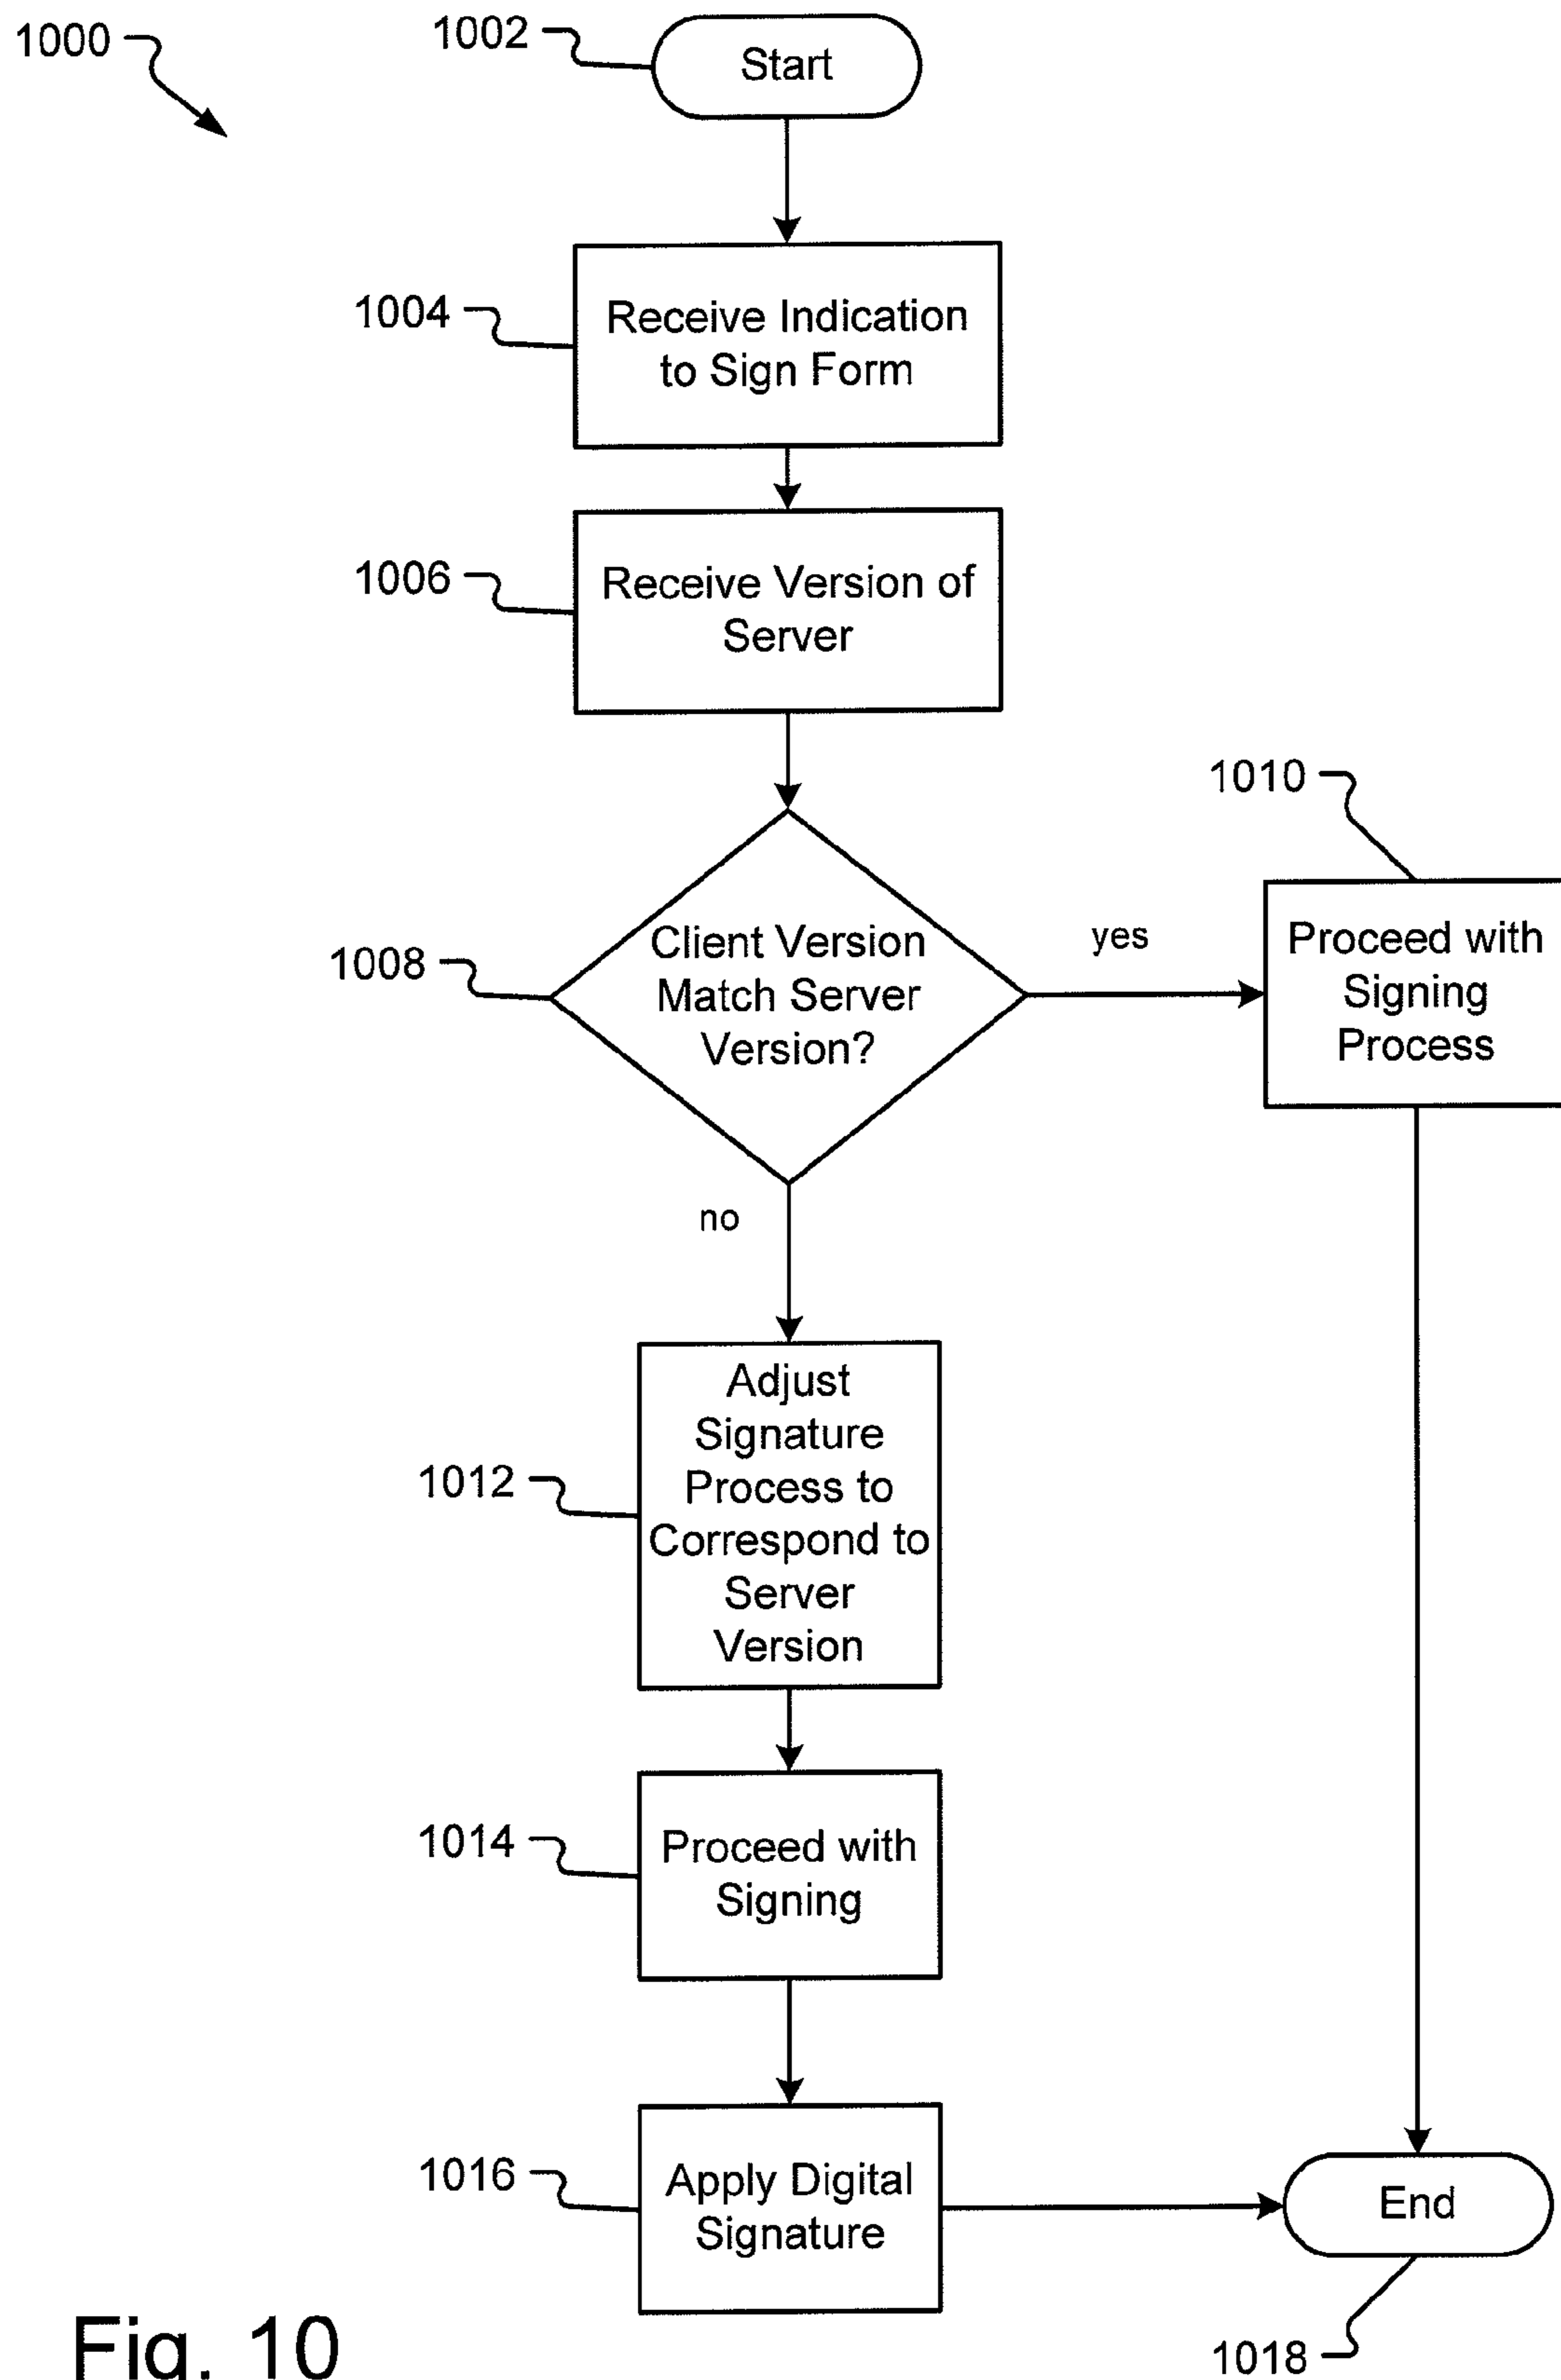 1000
1002
Start
1004
Receive Indication
to Sign Form
1006
Receive Version of
Server
1008
Client Version
Match Server
Version?
yes
1010
Proceed with
Signing
Process
no
1012
Adjust
Signature
Process to
Correspond to
Server
Version
1014
Proceed with
Signing
1016
Apply Digital
Signature
End
1018
Fig. 10